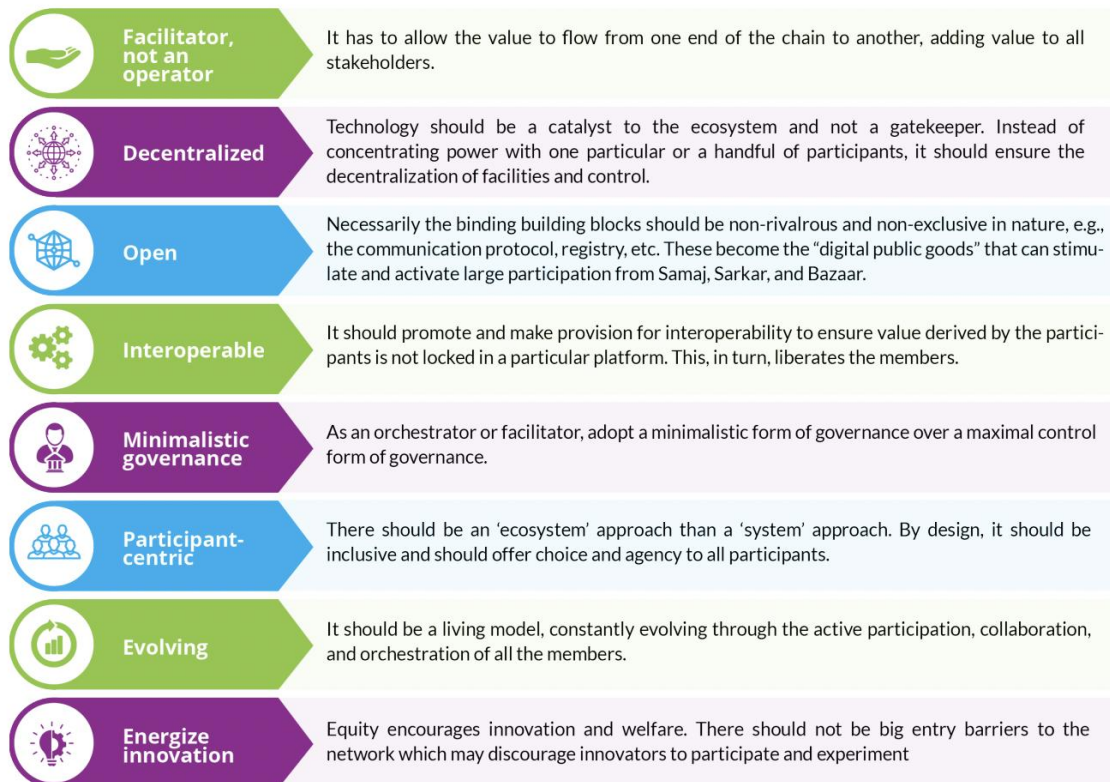 Facilitator,
not an
operator
It has to allow the value to flow from one end of the chain to another, adding value to all
stakeholders.
Decentralized
Technology should be a catalyst to the ecosystem and not a gatekeeper. Instead of
concentrating power with one particular or a handful of participants, it should ensure the
decentralization of facilities and control.
Open
Necessarily the binding building blocks should be non-rivalrous and non-exclusive in nature, e.g.,
the communication protocol, registry, etc. These become the “digital public goods” that can stimu-
late and activate large participation from Samaj, Sarkar, and Bazaar.
Interoperable
It should promote and make provision for interoperability to ensure value derived by the partici-
pants is not locked in a particular platform. This, in turn, liberates the members.
Minimalistic
governance
As an orchestrator or facilitator, adopt a minimalistic form of governance over a maximal control
form of governance.
Participant-
centric
There should be an ‘ecosystem’ approach than a ‘system’ approach. By design, it should be
inclusive and should offer choice and agency to all participants.
Evolving
It should be a living model, constantly evolving through the active participation, collaboration,
and orchestration of all the members.
Energize
innovation
Equity encourages innovation and welfare. There should not be big entry barriers to the
network which may discourage innovators to participate and experiment